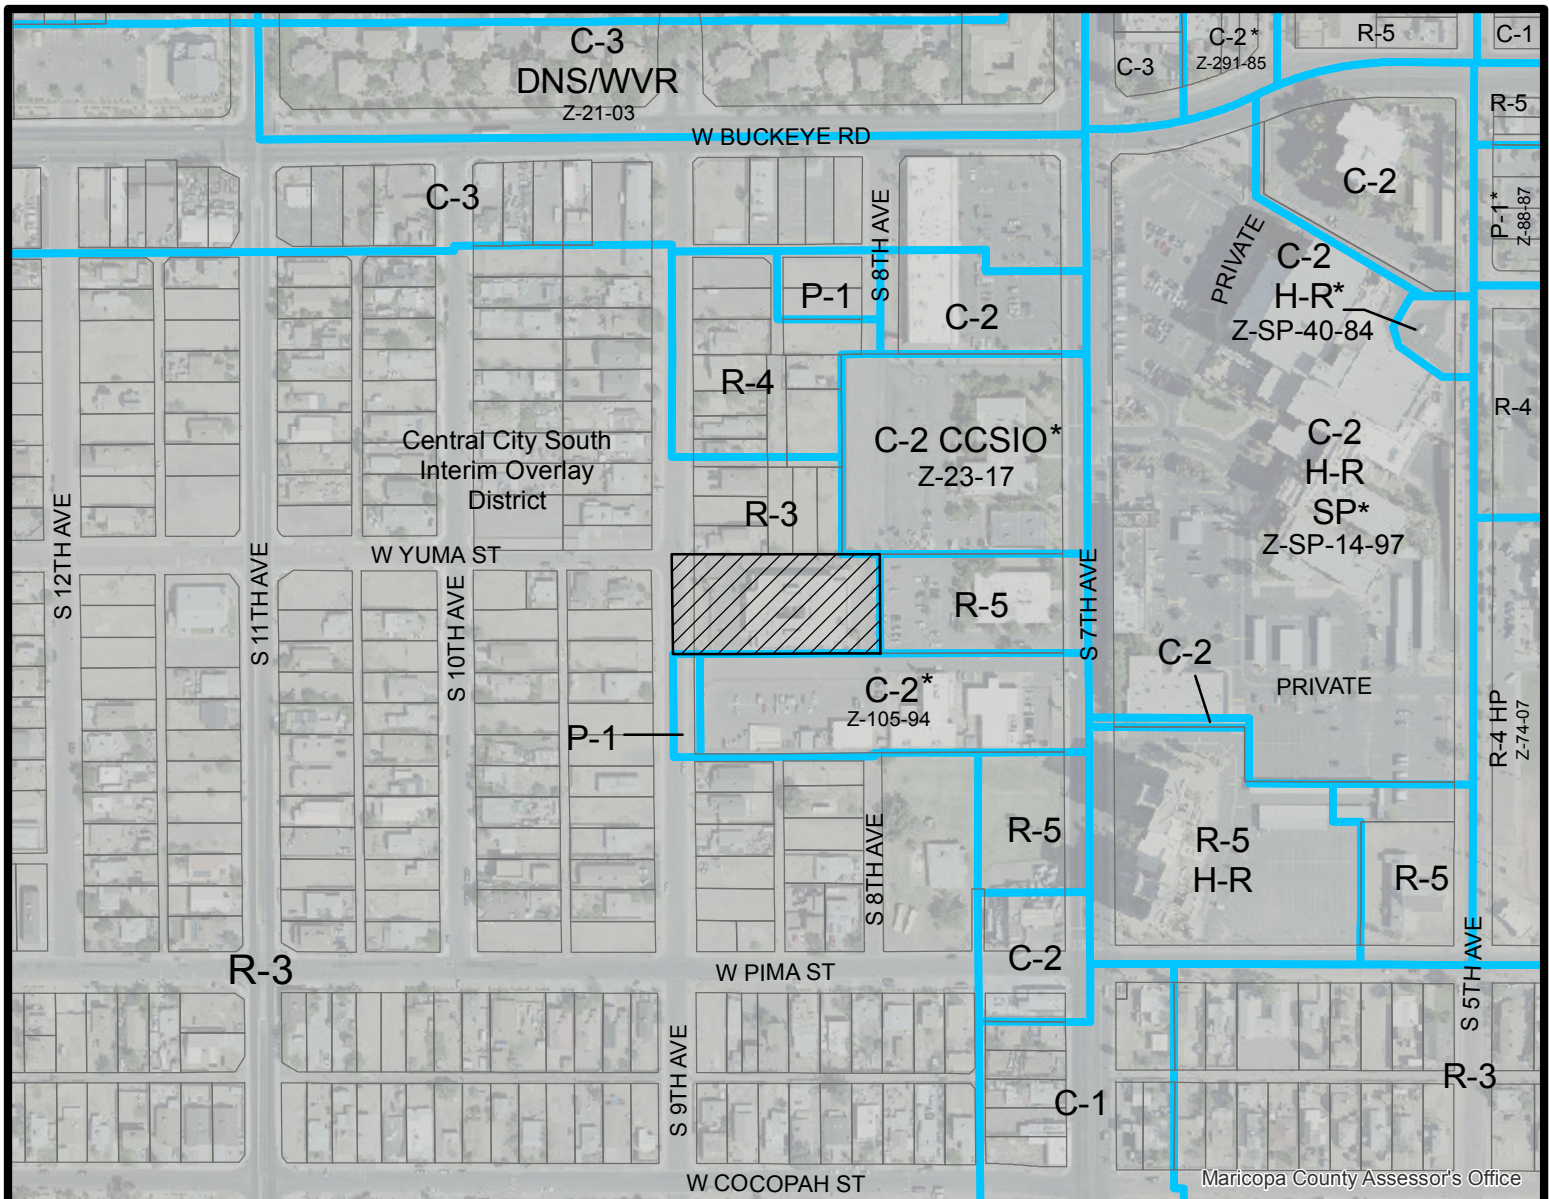 C-3
DNS/WVR
Z-21-03
C-3
C-2*
Z-291-85
R-5
C-1
W BUCKEYE RD
R-5
C-3
C-2
P-1*
Z-88-87
S 8TH AVE
PRIVATE
C-2
H-R*
Z-SP-40-84
P-1
C-2
R-4
R-4
Central City South
Interim Overlay
District
C-2 CCSIO*
Z-23-17
C-2
H-R
SP*
Z-SP-14-97
R-3
S 12TH AVE
S 11TH AVE
W YUMA ST
S 10TH AVE
S 7TH AVE
R-5
C-2
PRIVATE
C-2*
Z-105-94
P-1
R-4 HP
Z-74-07
S 8TH AVE
R-5
R-5
H-R
R-5
R-3
W PIMA ST
C-2
S 5TH AVE
S 9TH AVE
C-1
R-3
W COCOPAH ST
Maricopa County Assessor's Office